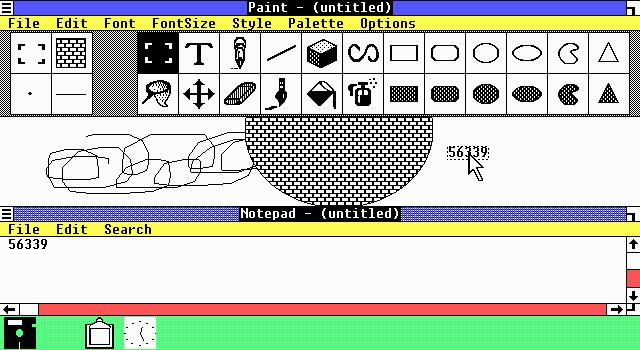 Paint - (untitled)
File Edit Font FontSize Style Palette Options
T
56339
Notepad - (untitled)
File Edit Search
56339